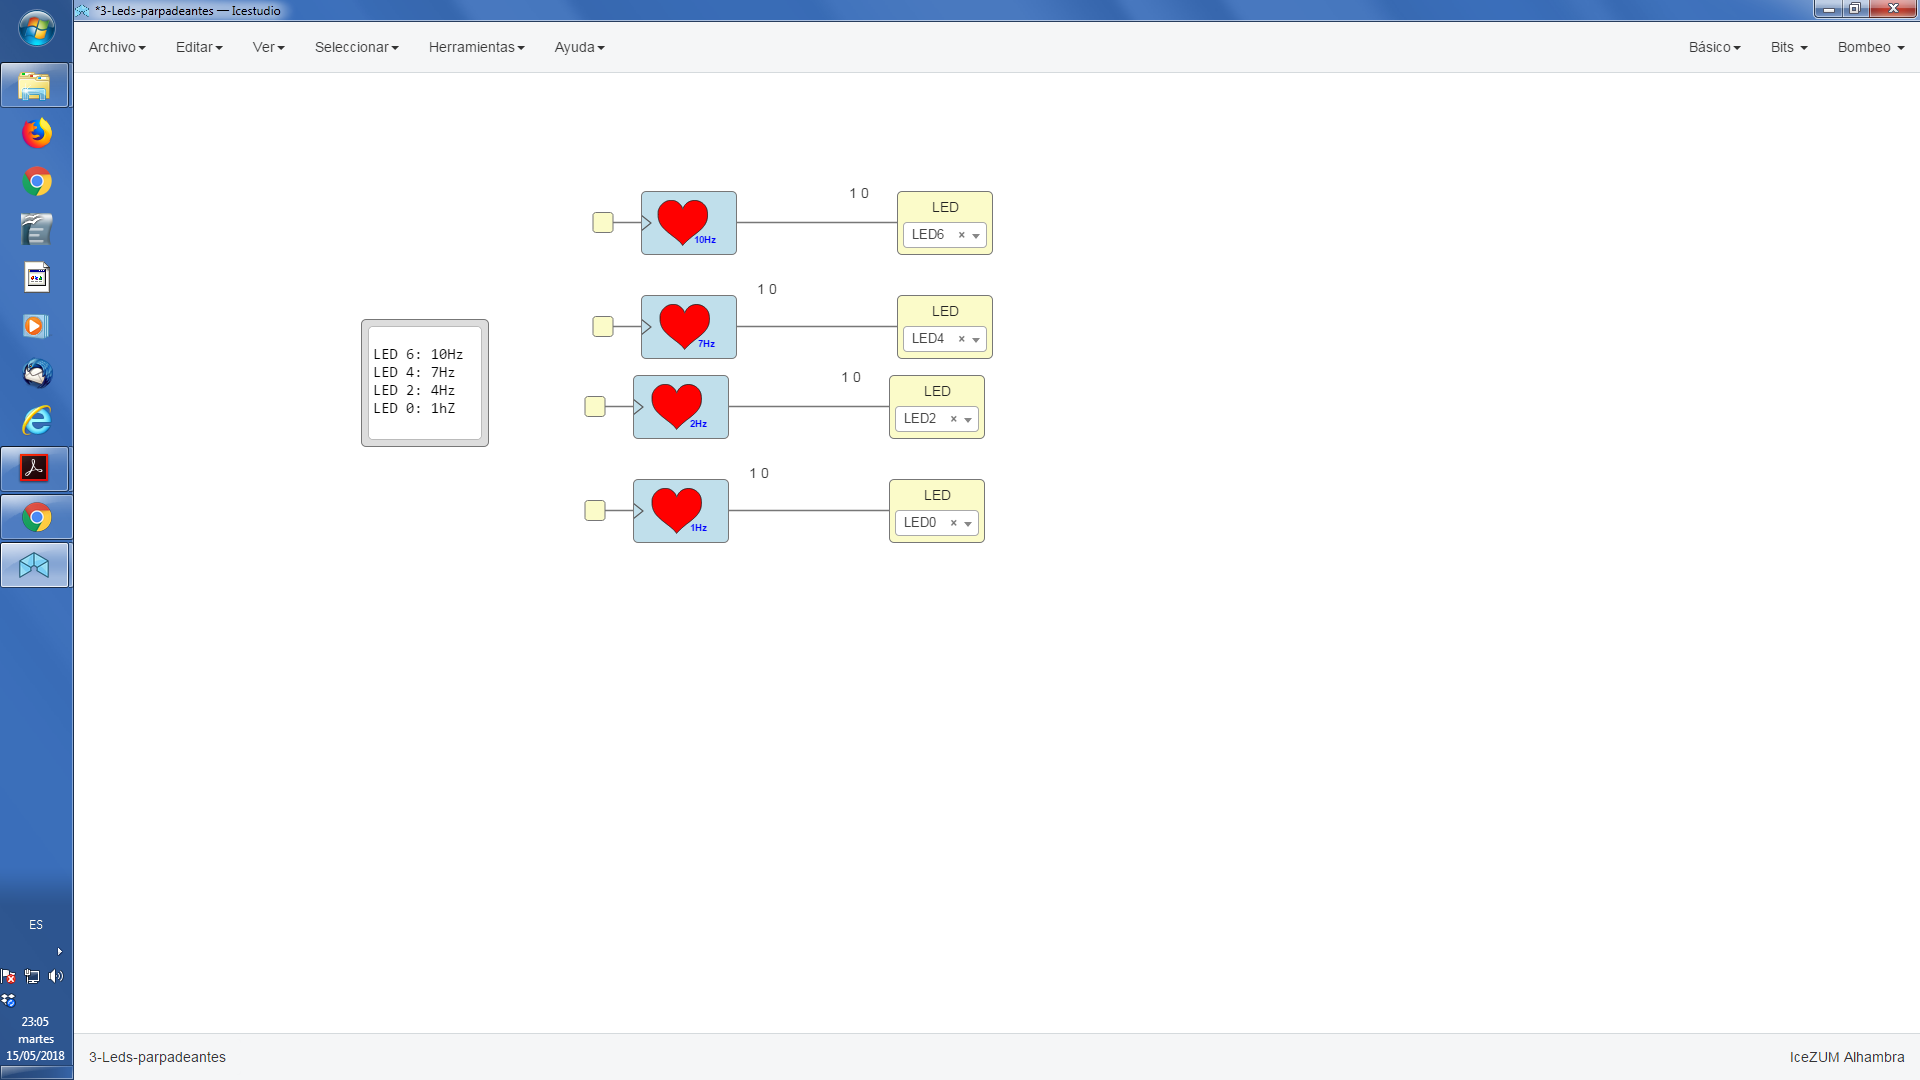 *3-Leds-parpadeantes — Icestudio
Archivo Editar Ver Seleccionar Herramientas Ayuda Básico Bits Bombeo
1 0
LED
LED6 ×
10Hz
1 0
LED
LED4 ×
7Hz
LED 6: 10Hz
LED 4: 7Hz
LED 2: 4Hz
LED 0: 1hZ
1 0
LED
LED2 ×
2Hz
1 0
LED
LED0 ×
1Hz
ES
23:05
martes
15/05/2018
3-Leds-parpadeantes IceZUM Alhambra